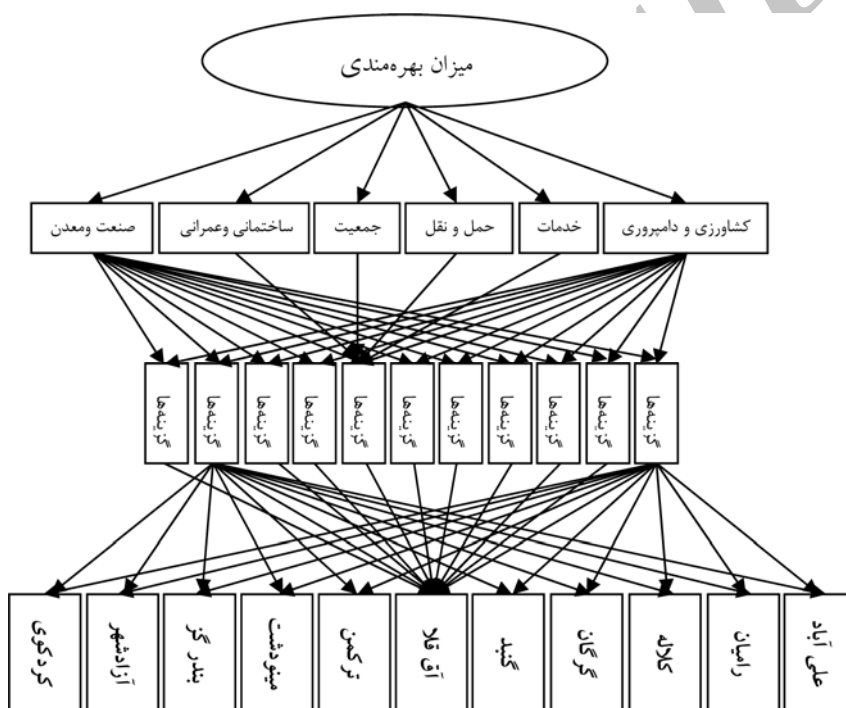 میزان بهره‌مندی
کشاورزی و دامپروری
خدمات
حمل و نقل
جمعیت
ساختمانی وعمرانی
صنعت ومعدن
گزینه‌ها
گزینه‌ها
گزینه‌ها
گزینه‌ها
گزینه‌ها
گزینه‌ها
گزینه‌ها
گزینه‌ها
گزینه‌ها
گزینه‌ها
گزینه‌ها
علی آباد
رامیان
کلاله
گرگان
گنبد
آق قلا
ترکمن
مینودشت
بندر گز
آزادشهر
کردکوی